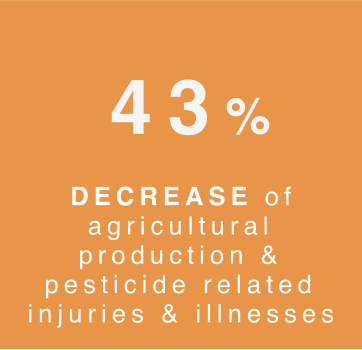 43%
DECREASE of
agricultural
production &
pesticide related
injuries & illnesses